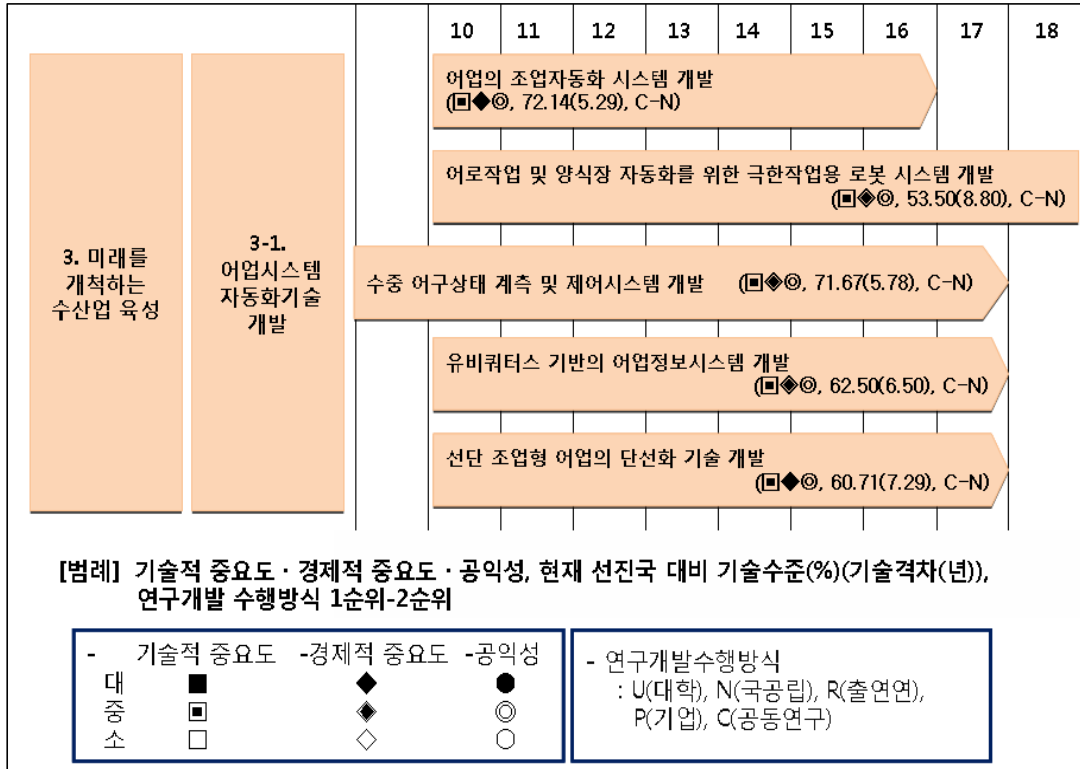 10 11 12 13 14 15 16 17 18
3. 미래를
개척하는
수산업 육성
3-1.
어업시스템
자동화기술
개발
어업의 조업자동화 시스템 개발
(▣◆◎, 72.14(5.29), C-N)
어로작업 및 양식장 자동화를 위한 극한작업용 로봇 시스템 개발
(▣◈◎, 53.50(8.80), C-N)
수중 어구상태 계측 및 제어시스템 개발 (▣◈◎, 71.67(5.78), C-N)
유비쿼터스 기반의 어업정보시스템 개발
(▣◈◎, 62.50(6.50), C-N)
선단 조업형 어업의 단선화 기술 개발
(▣◆◎, 60.71(7.29), C-N)
[범례] 기술적 중요도 · 경제적 중요도 · 공익성, 현재 선진국 대비 기술수준(%)(기술격차(년)),
연구개발 수행방식 1순위-2순위
- 기술적 중요도 -경제적 중요도 -공익성
대 ■ ◆ ●
중 ▣ ◈ ◎
소 □ ◇ ○
- 연구개발수행방식
: U(대학), N(국공립), R(출연연),
P(기업), C(공동연구)